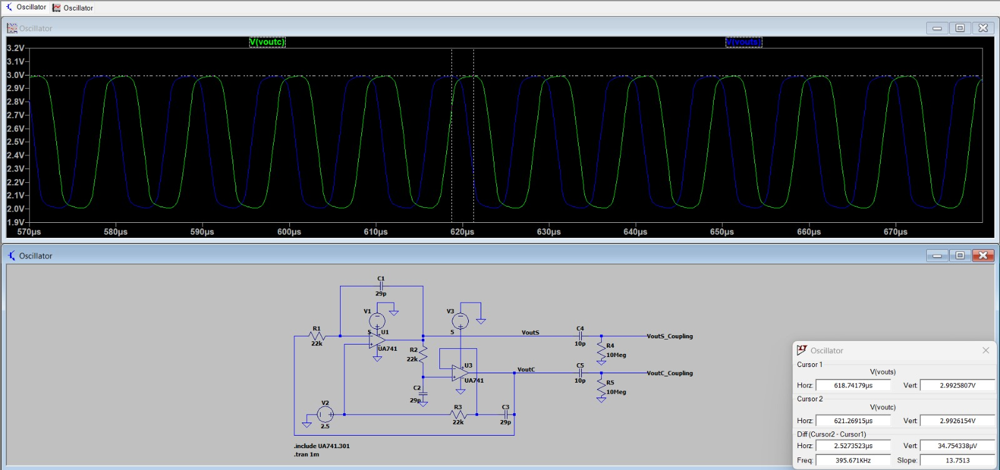 Oscillator Oscillator
Oscillator
V(voutc) V(vouts)
3.2V
3.1V
3.0V
2.9V
2.8V
2.7V
2.6V
2.5V
2.4V
2.3V
2.2V
2.1V
2.0V
1.9V
570µs 580µs 590µs 600µs 610µs 620µs 630µs 640µs 650µs 660µs 670µs
Oscillator
C1
29p
V1
5
V3
5
R1
22k
U1
UA741
VoutS
C4
10p
VoutS_Coupling
R4
10Meg
R2
22k
U3
UA741
VoutC
C5
10p
VoutC_Coupling
R5
10Meg
C2
29p
V2
2.5
R3
22k
C3
29p
.include UA741.301
.tran 1m
Oscillator
Cursor 1
V(vouts)
Horz: 618.74179µs Vert: 2.9925807V
Cursor 2
V(voutc)
Horz: 621.26915µs Vert: 2.9926154V
Diff (Cursor2 - Cursor1)
Horz: 2.5273523µs Vert: 34.754338µV
Freq: 395.671KHz Slope: 13.7513